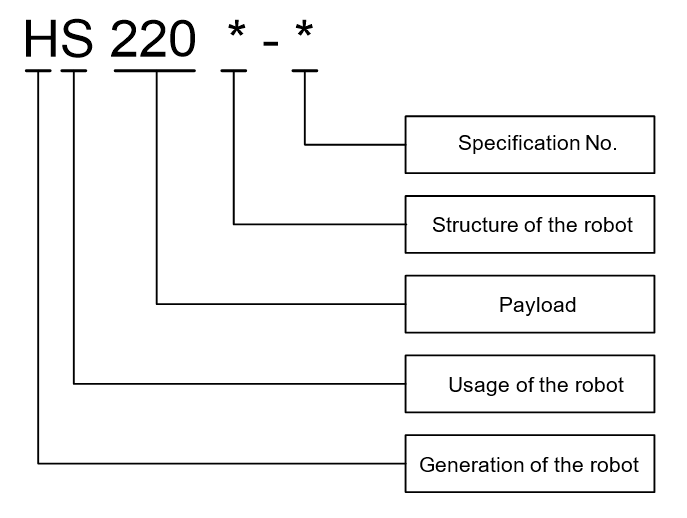 HS 220 * - *
Specification No.
Structure of the robot
Payload
Usage of the robot
Generation of the robot